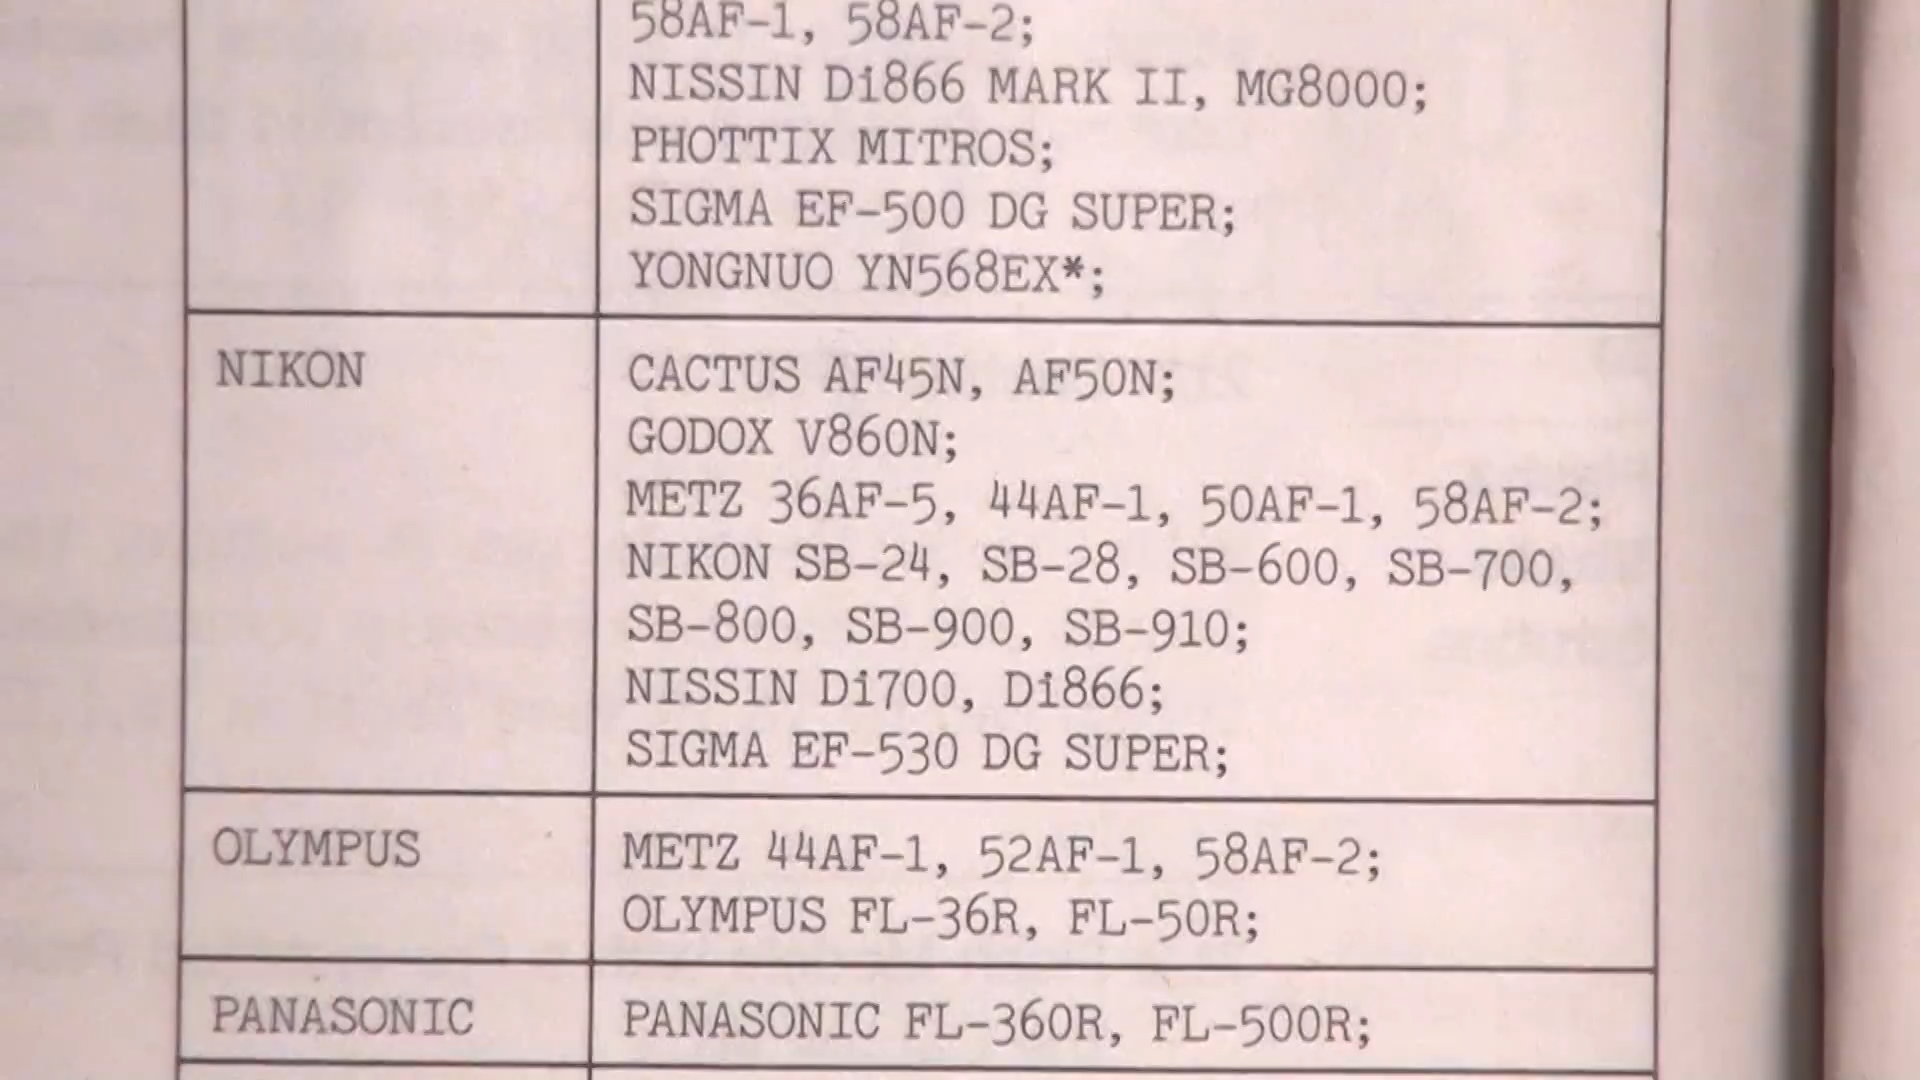 58AF-1, 58AF-2;
NISSIN Di866 MARK II, MG8000;
PHOTTIX MITROS;
SIGMA EF-500 DG SUPER;
YONGNUO YN568EX*;
NIKON
CACTUS AF45N, AF50N;
GODOX V860N;
METZ 36AF-5, 44AF-1, 50AF-1, 58AF-2;
NIKON SB-24, SB-28, SB-600, SB-700,
SB-800, SB-900, SB-910;
NISSIN Di700, Di866;
SIGMA EF-530 DG SUPER;
OLYMPUS
METZ 44AF-1, 52AF-1, 58AF-2;
OLYMPUS FL-36R, FL-50R;
PANASONIC
PANASONIC FL-360R, FL-500R;